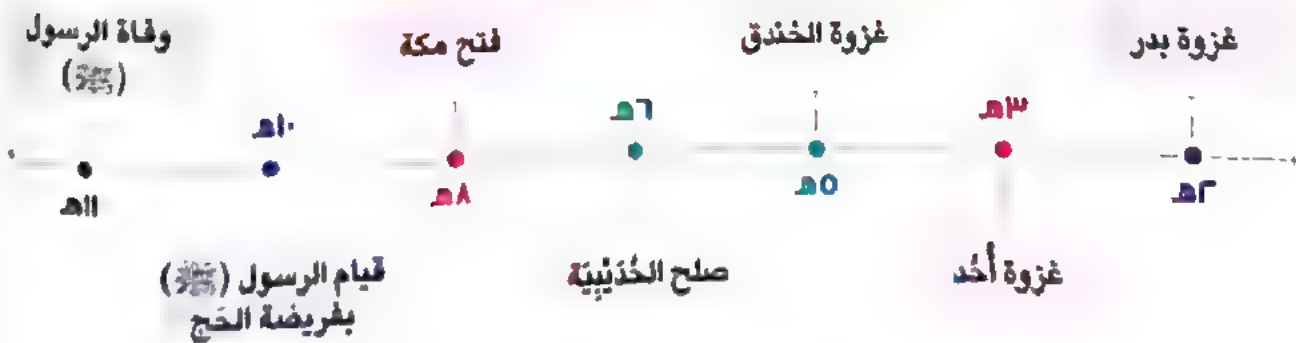 غزوة بدر
٢هـ
٣هـ
غزوة أُحُد
غزوة الخندق
٥هـ
٦هـ
صلح الحُدَيْبِيَة
فتح مكة
٨هـ
١٠هـ
قيام الرسول (ﷺ)
بفريضة الحَج
وفاة الرسول
(ﷺ)
١١هـ